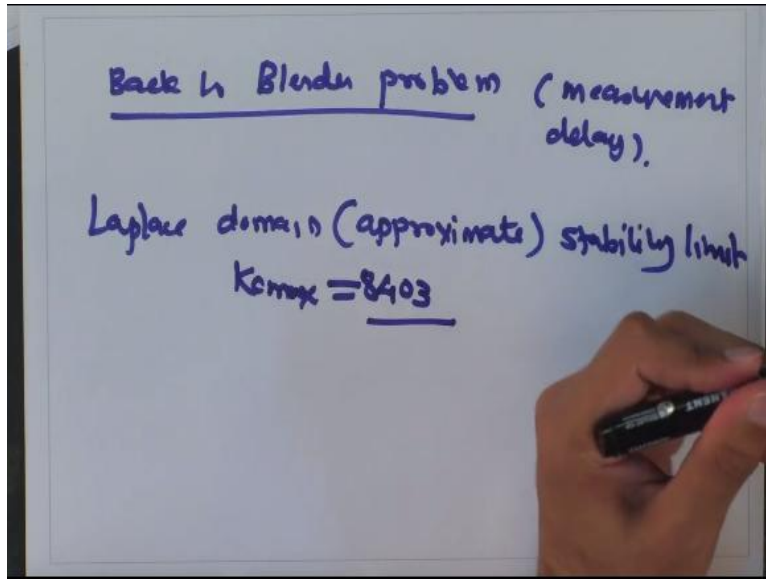 Back to Blender problem (measurement
delay).
Laplace domain (approximate) stability limit
Kcmax = 8403